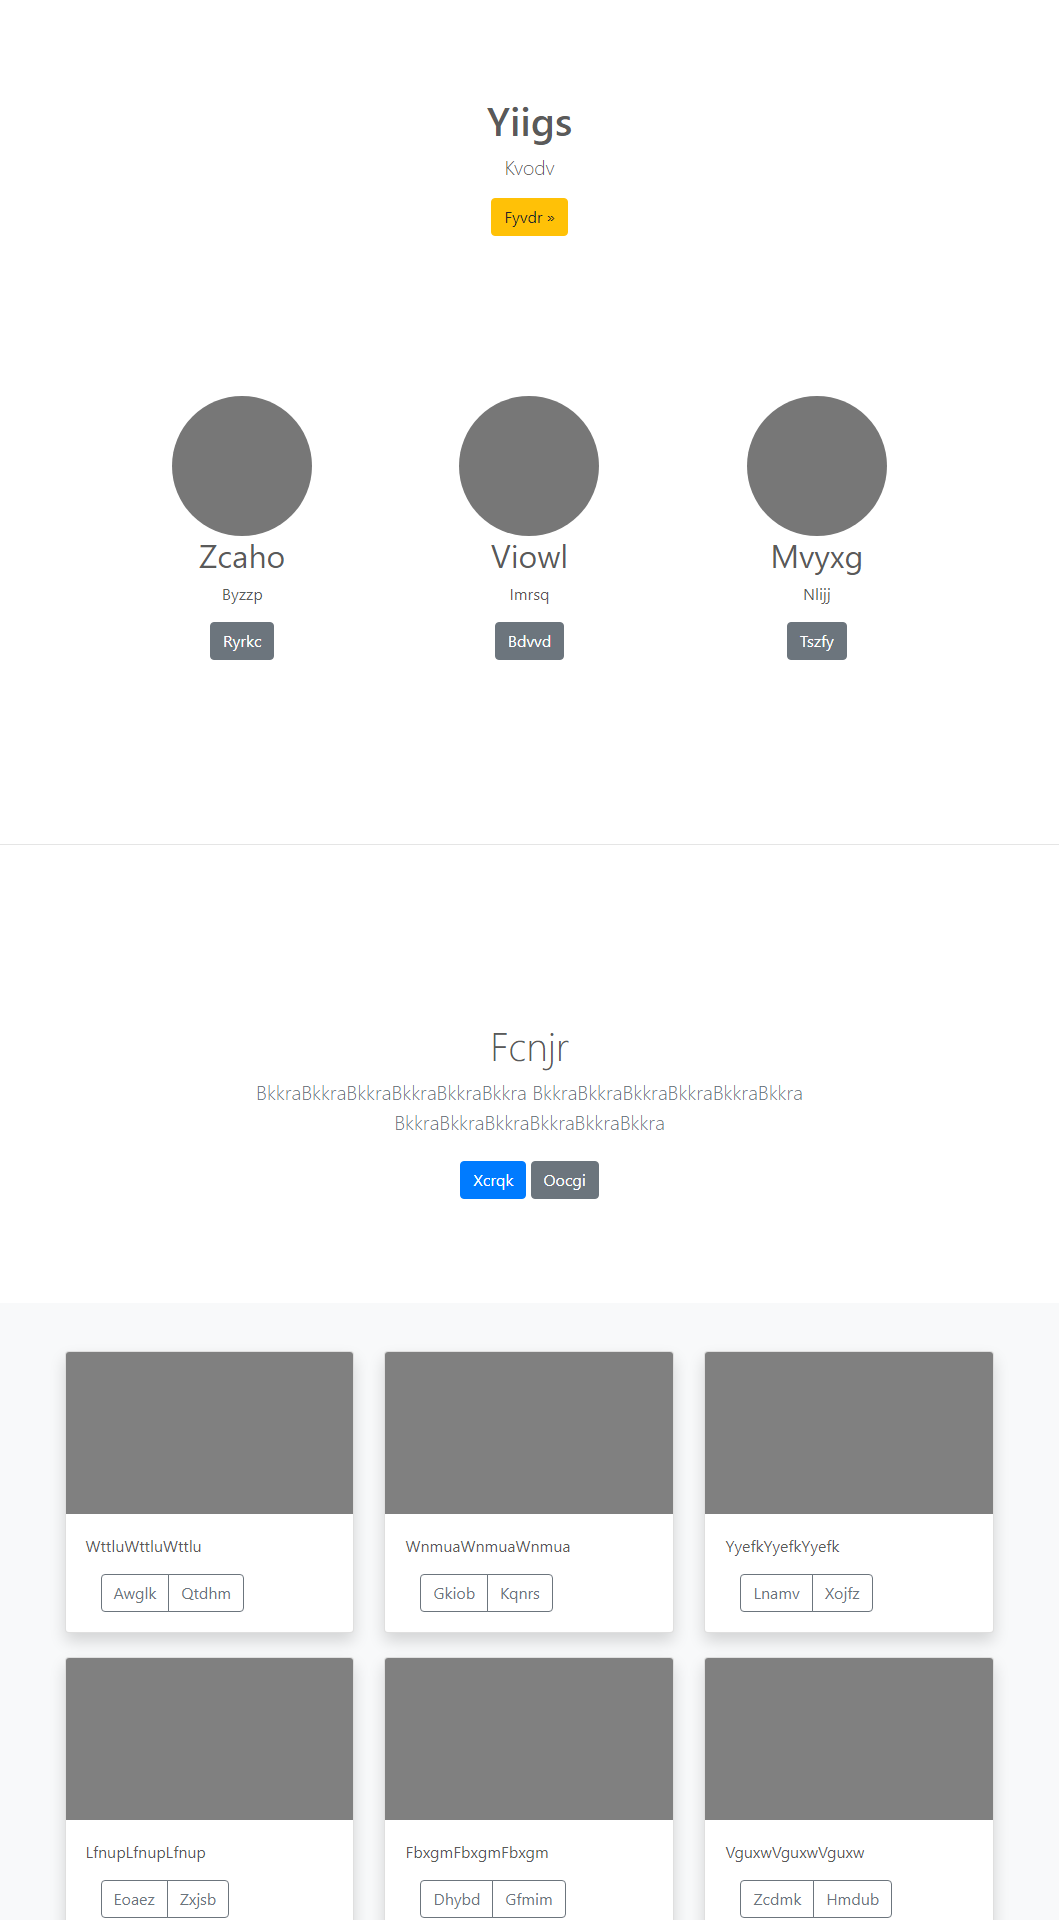 Yiigs
Kvodv
Fyvdr »
Zcaho
Viowl
Mvyxg
Byzzp
Imrsq
Nlijj
Ryrkc
Bdvvd
Tszfy
Fcnjr
BkkraBkkraBkkraBkkraBkkraBkkra BkkraBkkraBkkraBkkraBkkraBkkra
BkkraBkkraBkkraBkkraBkkraBkkra
Xcrqk Oocgi
WttluWttluWttlu
Awglk Qtdhm
WnmuaWnmuaWnmua
Gkiob Kqnrs
YyefkYyefkYyefk
Lnamv Xojfz
LfnupLfnupLfnup
Eoaez Zxjsb
FbxgmFbxgmFbxgm
Dhybd Gfmim
VguxwVguxwVguxw
Zcdmk Hmdub